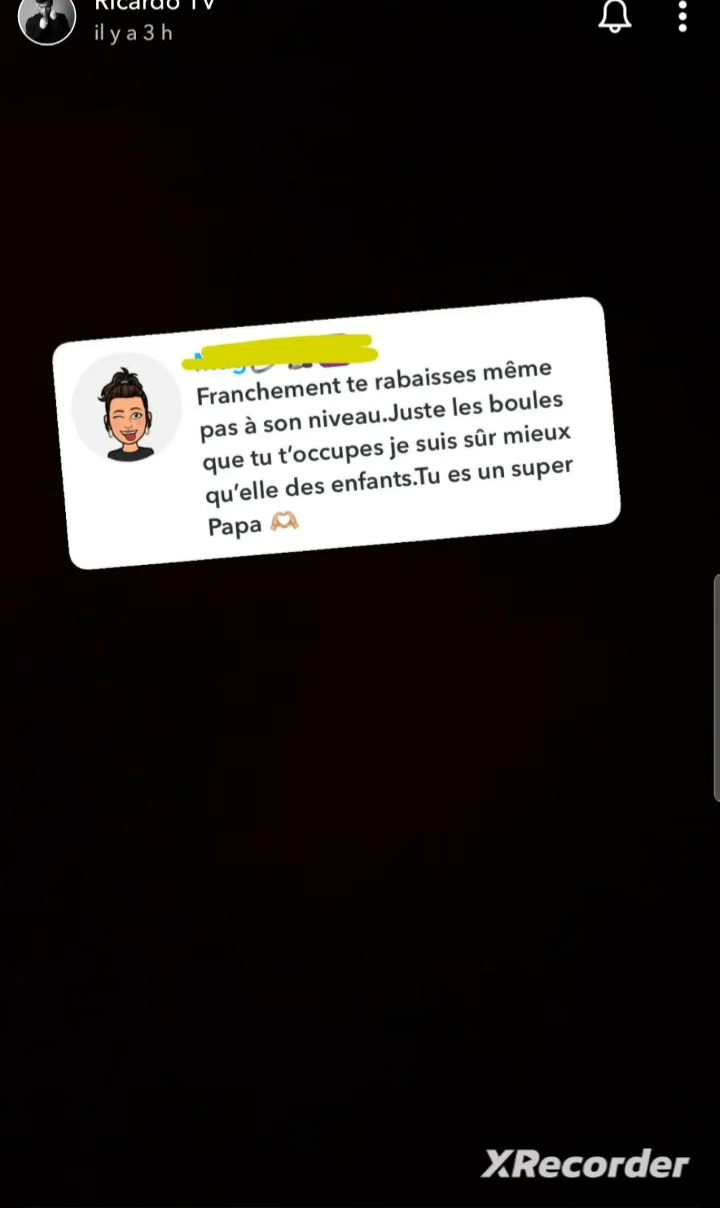 Ricardo TV
il y a 3 h
Franchement te rabaisses même
pas à son niveau.Juste les boules
que tu t'occupes je suis sûr mieux
qu'elle des enfants.Tu es un super
Papa 🫶🏼
XRecorder